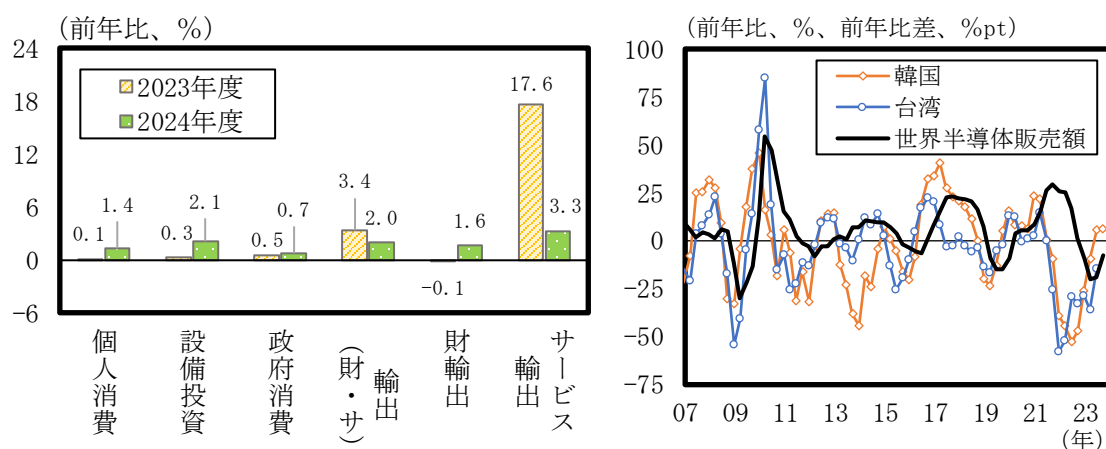 (前年比、%)
24
18
12
6
0
−6
2023年度
2024年度
0.1
1.4
0.3
2.1
0.5
0.7
3.4
2.0
−0.1
1.6
17.6
3.3
個人消費
設備投資
政府消費
輸出
(財・サ)
財輸出
サービス
輸出
(前年比、%、前年比差、%pt)
100
75
50
25
0
−25
−50
−75
韓国
台湾
世界半導体販売額
07 09 11 13 15 17 19 21 23
(年)